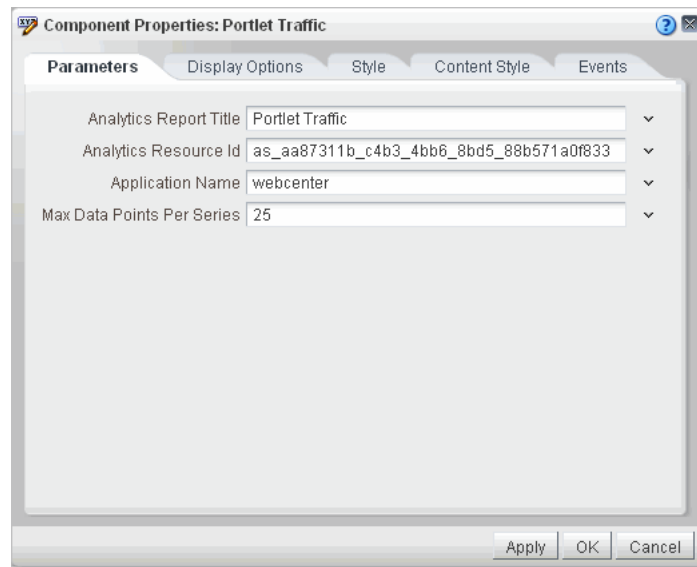 Component Properties: Portlet Traffic
Parameters Display Options Style Content Style Events
Analytics Report Title Portlet Traffic
Analytics Resource Id as_aa87311b_c4b3_4bb6_8bd5_88b571a0f833
Application Name webcenter
Max Data Points Per Series 25
Apply OK Cancel